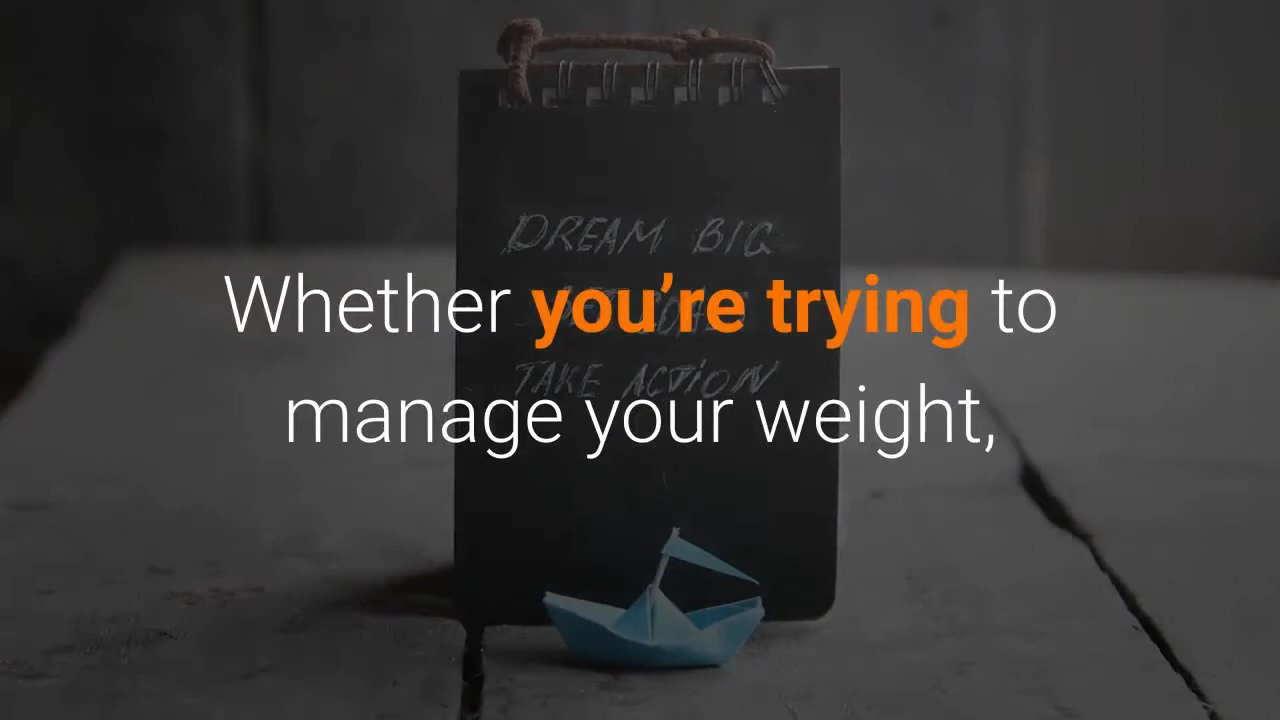 DREAM BIG
Whether you’re trying to
TAKE ACTION
manage your weight,